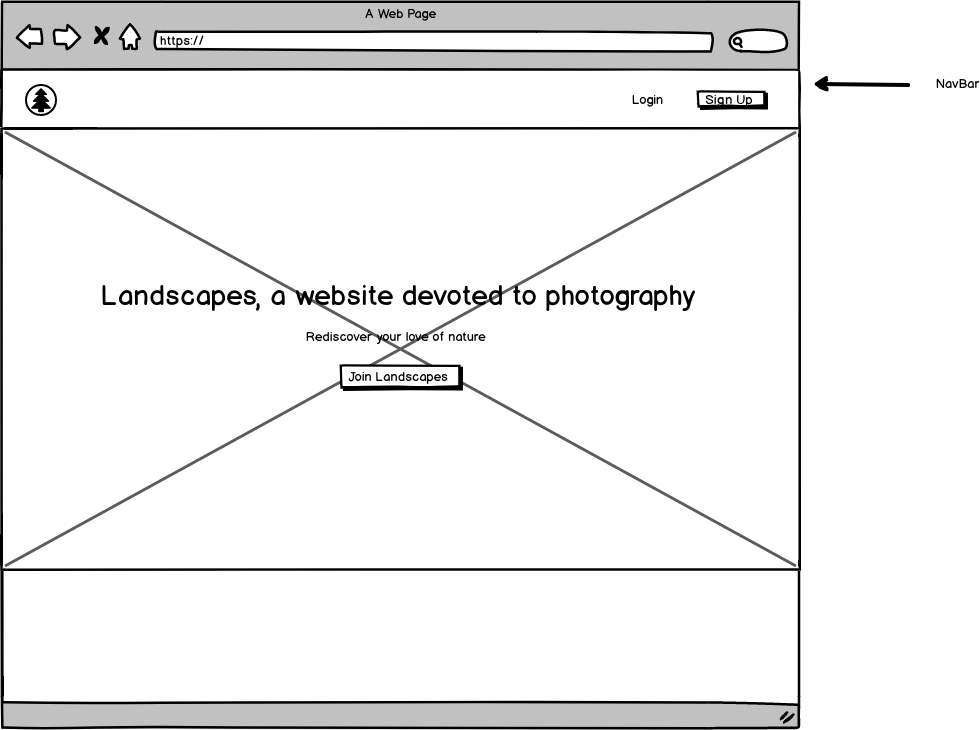 A Web Page
https://
Login
Sign Up
NavBar
Landscapes, a website devoted to photography
Rediscover your love of nature
Join Landscapes